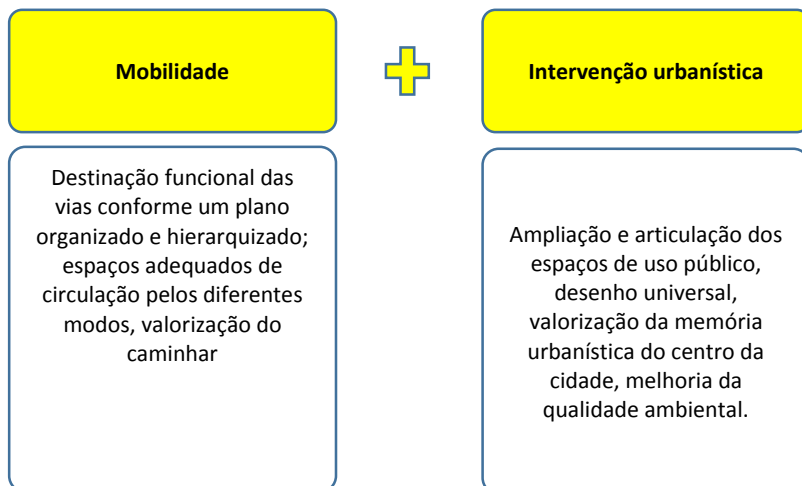 Mobilidade
Destinação funcional das
vias conforme um plano
organizado e hierarquizado;
espaços adequados de
circulação pelos diferentes
modos, valorização do
caminhar
Intervenção urbanística
Ampliação e articulação dos
espaços de uso público,
desenho universal,
valorização da memória
urbanística do centro da
cidade, melhoria da
qualidade ambiental.